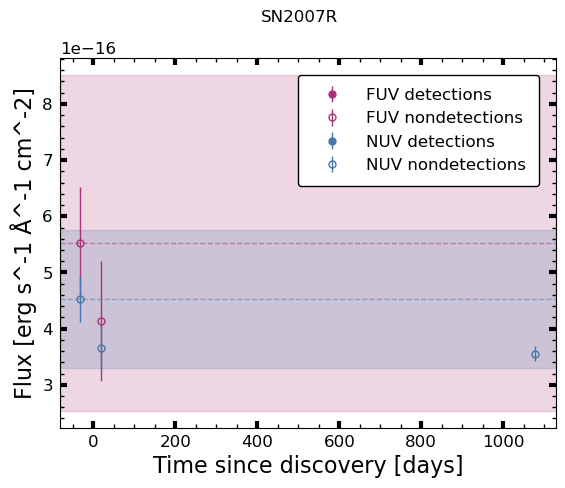 SN2007R
1e−16
Flux [erg s^-1 Å^-1 cm^-2]
8
7
6
5
4
3
FUV detections
FUV nondetections
NUV detections
NUV nondetections
0 200 400 600 800 1000
Time since discovery [days]